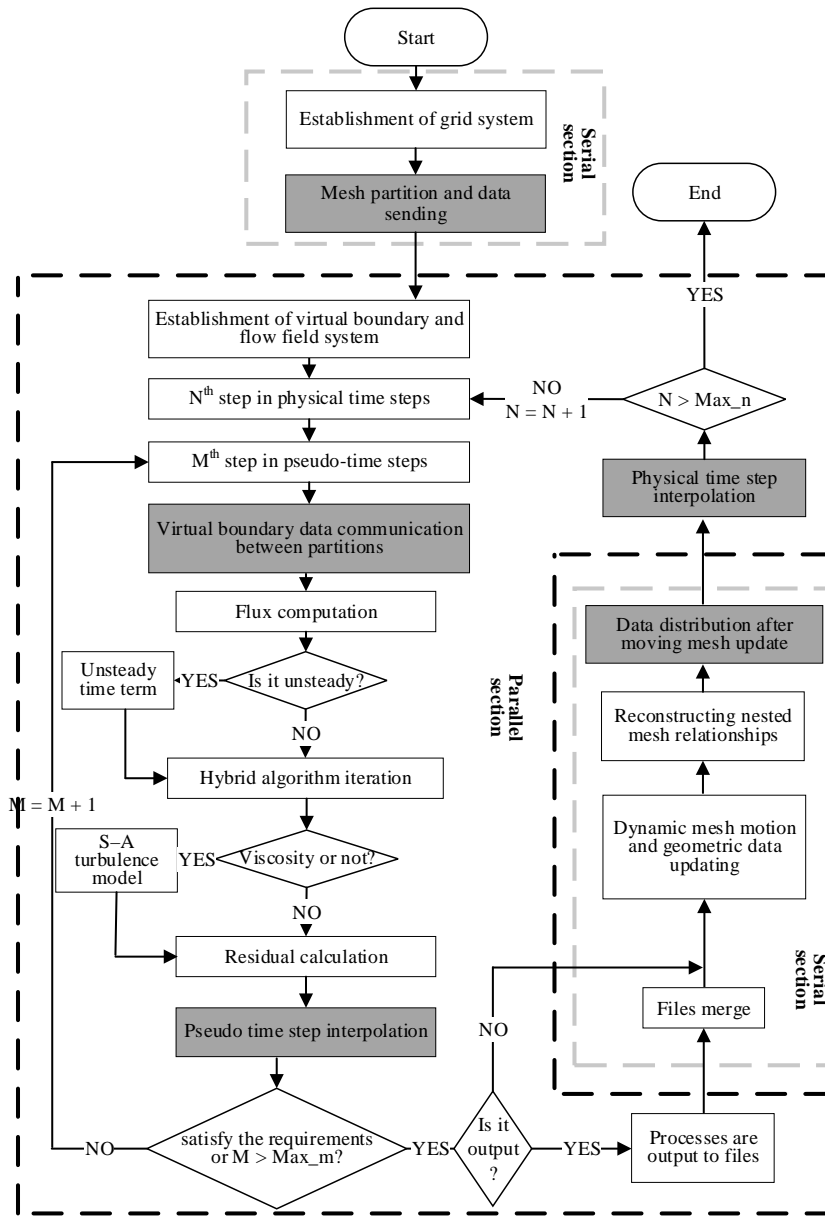 Start
Establishment of grid system
Mesh partition and data
sending
Serial
section
End
YES
Establishment of virtual boundary and
flow field system
Nth step in physical time steps
NO
N = N + 1
N > Max_n
Mth step in pseudo-time steps
Physical time step
interpolation
Virtual boundary data communication
between partitions
Flux computation
Data distribution after
moving mesh update
Unsteady
time term
YES
Is it unsteady?
NO
Parallel
section
Reconstructing nested
mesh relationships
Hybrid algorithm iteration
M = M + 1
S–A
turbulence
model
YES
Viscosity or not?
NO
Dynamic mesh motion
and geometric data
updating
Residual calculation
Serial
section
Files merge
Pseudo time step interpolation
NO
NO
satisfy the requirements
or M > Max_m?
YES
Is it
output
?
YES
Processes are
output to files